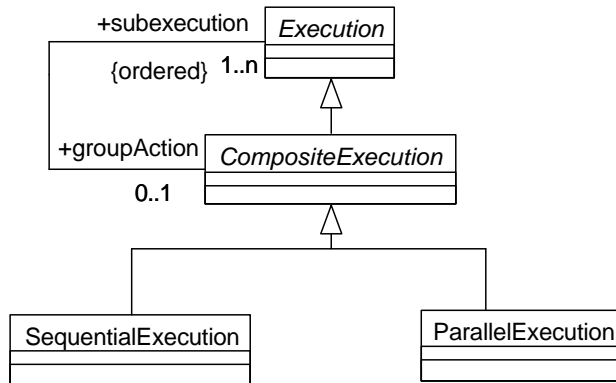 +subexecution
Execution
{ordered}
1..n
+groupAction
CompositeExecution
0..1
SequentialExecution
ParallelExecution